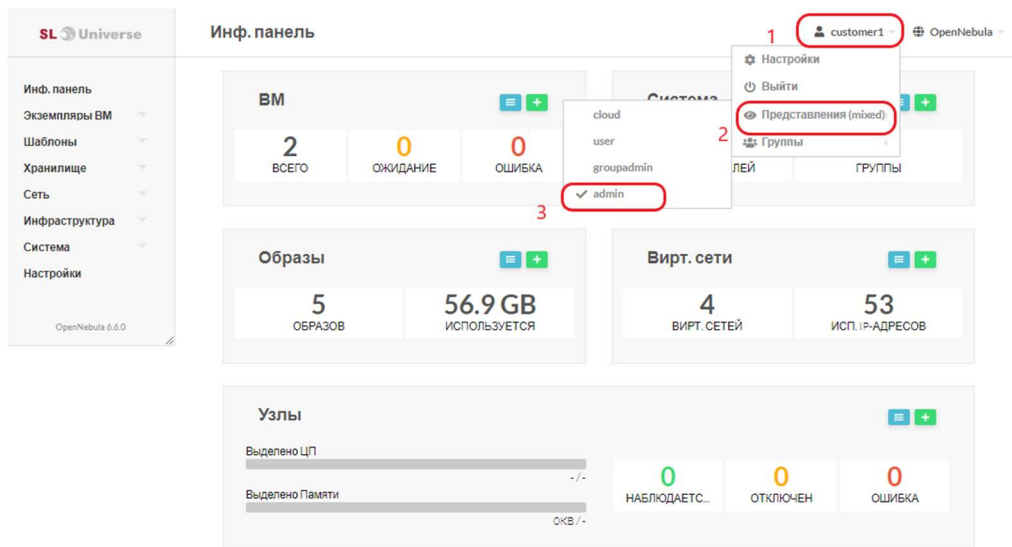 SL Universe
Инф. панель
1
customer1
OpenNebula
Инф. панель
Экземпляры ВМ
Шаблоны
Хранилище
Сеть
Инфраструктура
Система
Настройки
OpenNebula 6.6.0
Настройки
Выйти
2
Представления (mixed)
Группы
cloud
user
groupadmin
3
admin
ВМ
2
ВСЕГО
0
ОЖИДАНИЕ
0
ОШИБКА
Система
ЛЕЙ
ГРУППЫ
Образы
5
ОБРАЗОВ
56.9 GB
ИСПОЛЬЗУЕТСЯ
Вирт. сети
4
ВИРТ. СЕТЕЙ
53
ИСП. IP-АДРЕСОВ
Узлы
Выделено ЦП
- / -
Выделено Памяти
0KB / -
0
НАБЛЮДАЕТС...
0
ОТКЛЮЧЕН
0
ОШИБКА